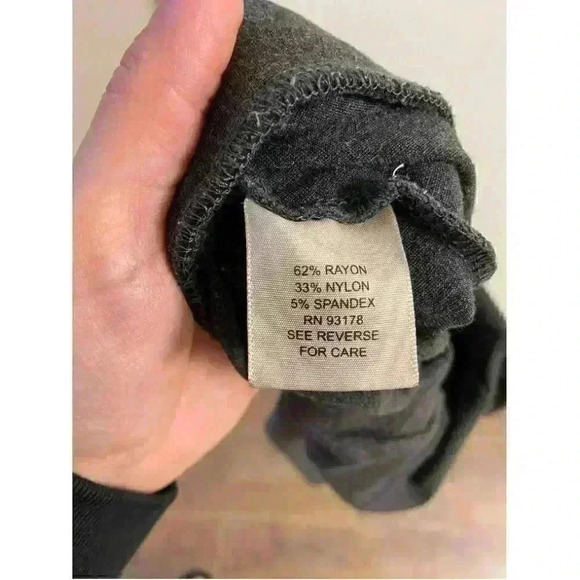 62% RAYON
33% NYLON
5% SPANDEX
RN 93178
SEE REVERSE
FOR CARE